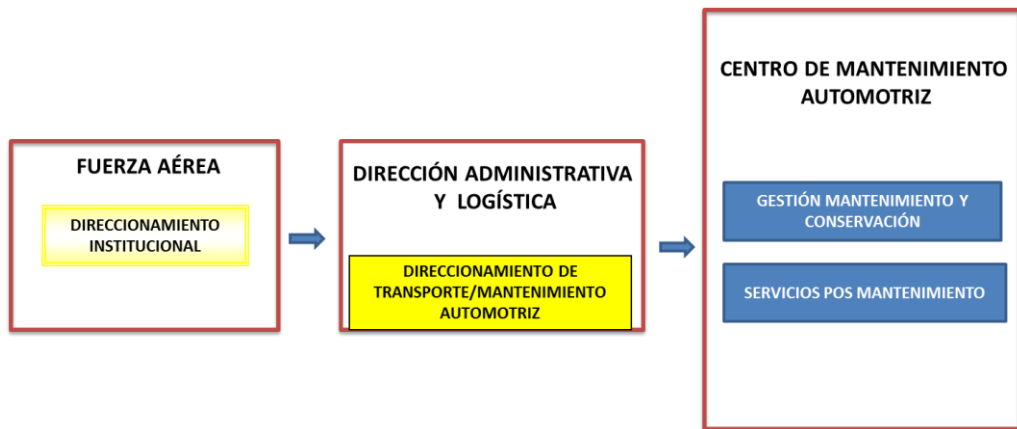 FUERZA AÉREA
DIRECCIONAMIENTO
INSTITUCIONAL
DIRECCIÓN ADMINISTRATIVA
Y LOGÍSTICA
DIRECCIONAMIENTO DE
TRANSPORTE/MANTENIMIENTO
AUTOMOTRIZ
CENTRO DE MANTENIMIENTO
AUTOMOTRIZ
GESTIÓN MANTENIMIENTO Y
CONSERVACIÓN
SERVICIOS POS MANTENIMIENTO